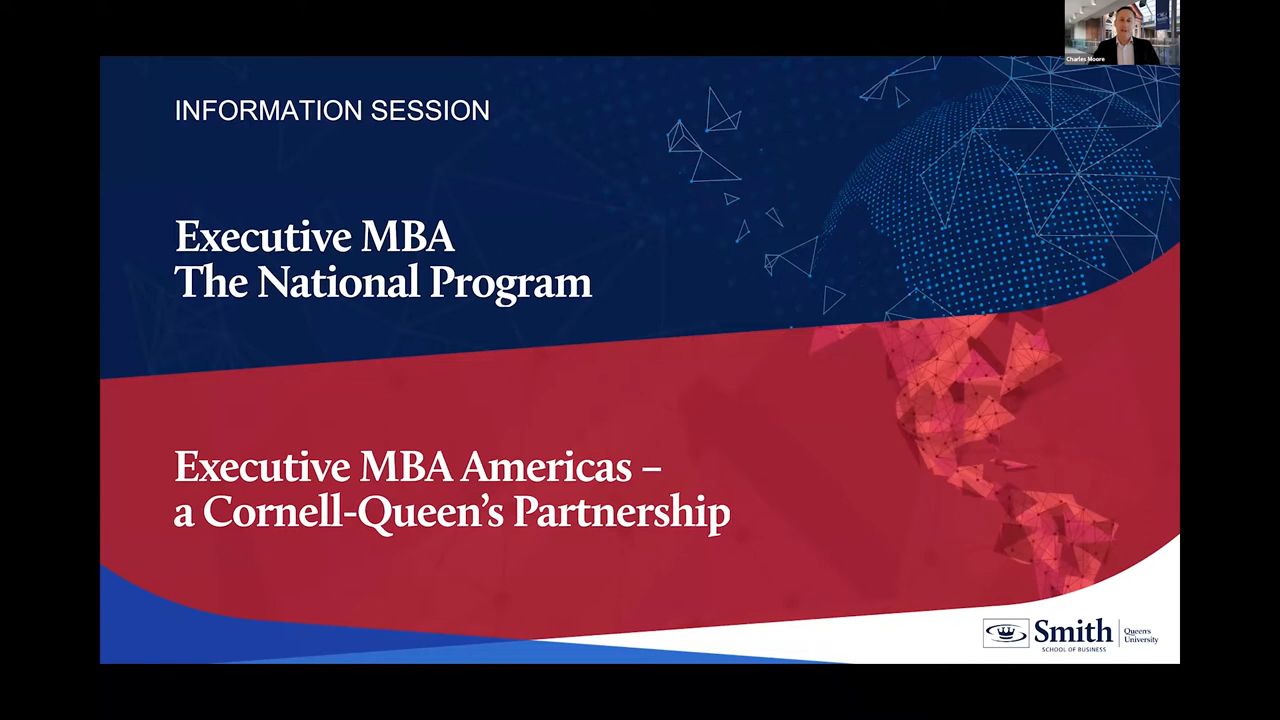 Charles Moore
INFORMATION SESSION
Executive MBA
The National Program
Executive MBA Americas –
a Cornell-Queen’s Partnership
Smith
SCHOOL OF BUSINESS
Queen's
University